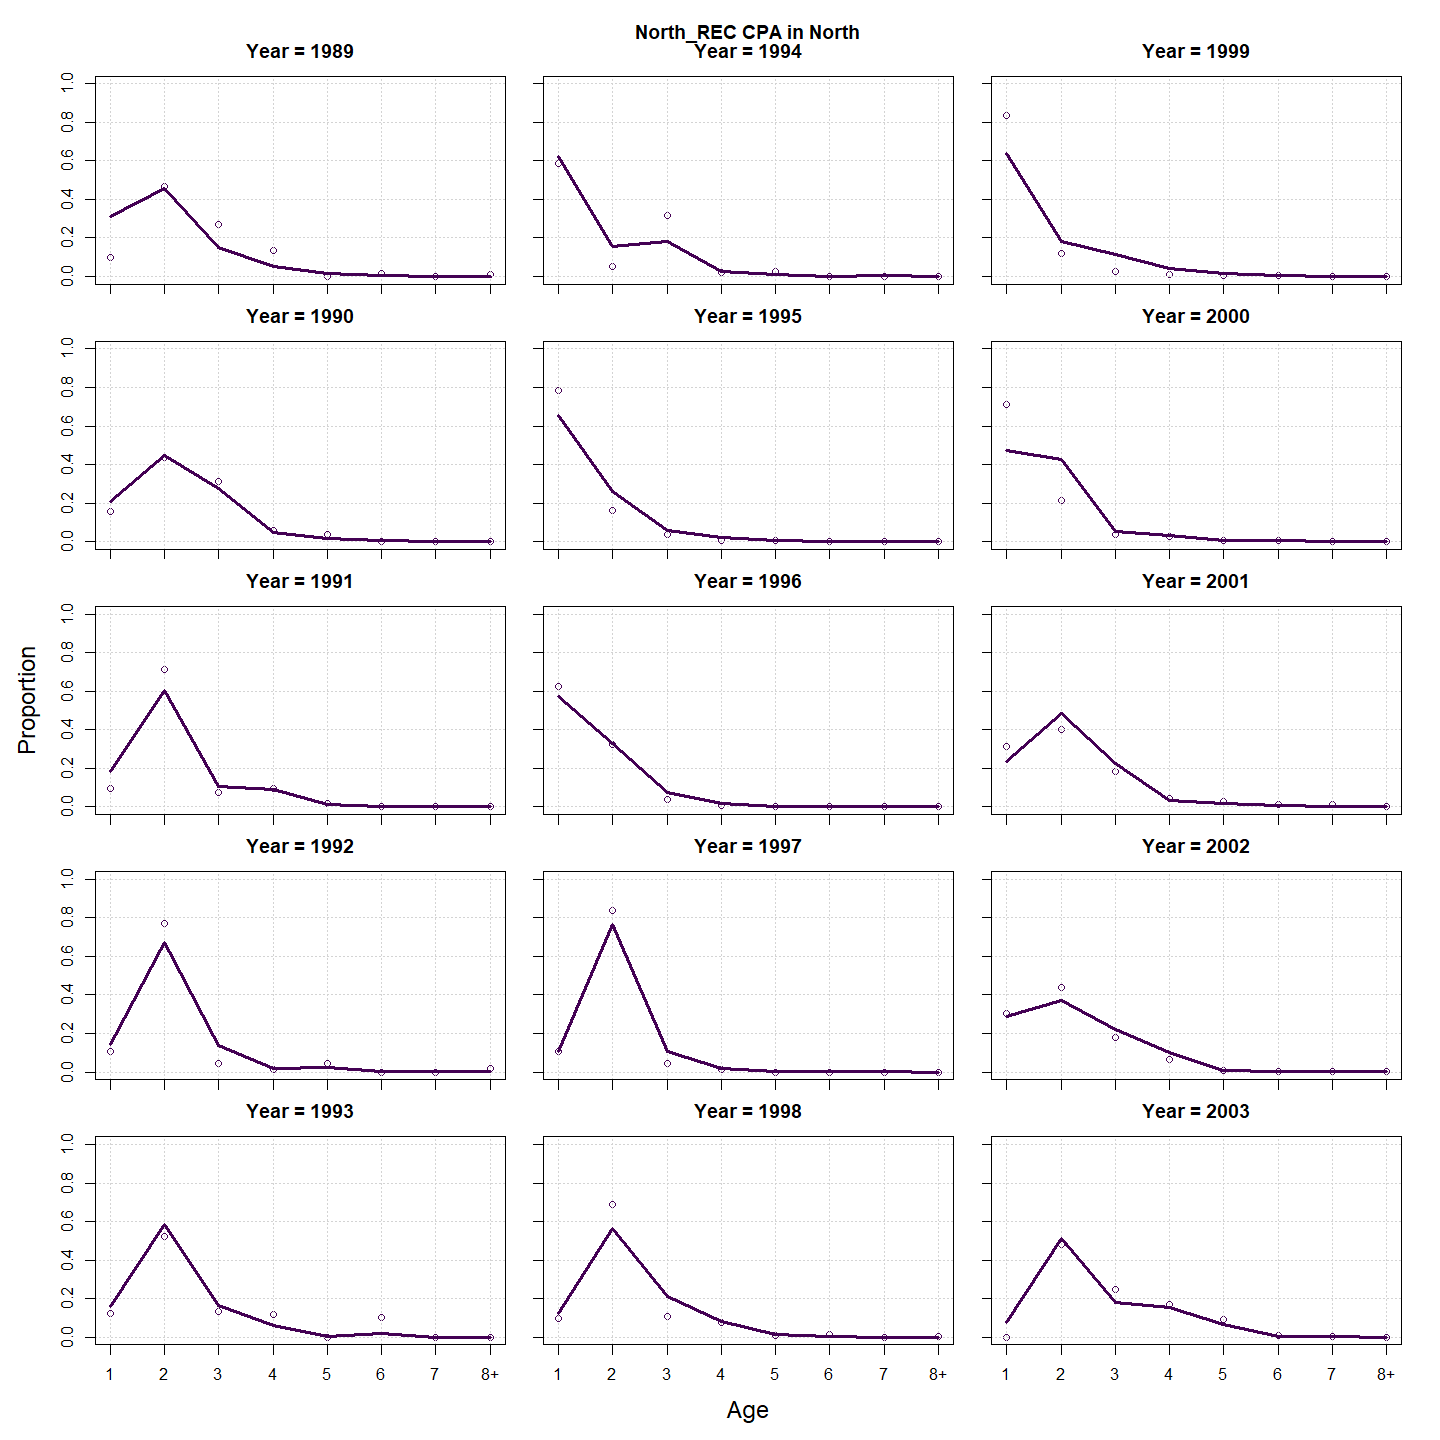 North_REC CPA in North
Year = 1989
Year = 1994
Year = 1999
0.0 0.2 0.4 0.6 0.8 1.0
Year = 1990
Year = 1995
Year = 2000
0.0 0.2 0.4 0.6 0.8 1.0
Year = 1991
Year = 1996
Year = 2001
0.0 0.2 0.4 0.6 0.8 1.0
Proportion
Year = 1992
Year = 1997
Year = 2002
0.0 0.2 0.4 0.6 0.8 1.0
Year = 1993
Year = 1998
Year = 2003
0.0 0.2 0.4 0.6 0.8 1.0
1 2 3 4 5 6 7 8+
1 2 3 4 5 6 7 8+
1 2 3 4 5 6 7 8+
Age